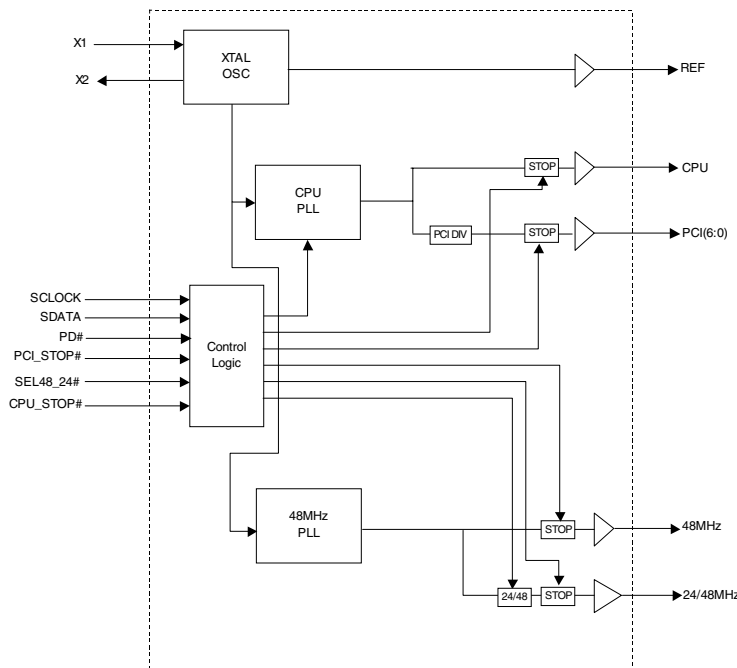 X1
X2
XTAL
OSC
REF
CPU
PLL
STOP
CPU
PCI DIV
STOP
PCI(6:0)
SCLOCK
SDATA
PD#
PCI_STOP#
SEL48_24#
CPU_STOP#
Control
Logic
48MHz
PLL
STOP
48MHz
24/48
STOP
24/48MHz